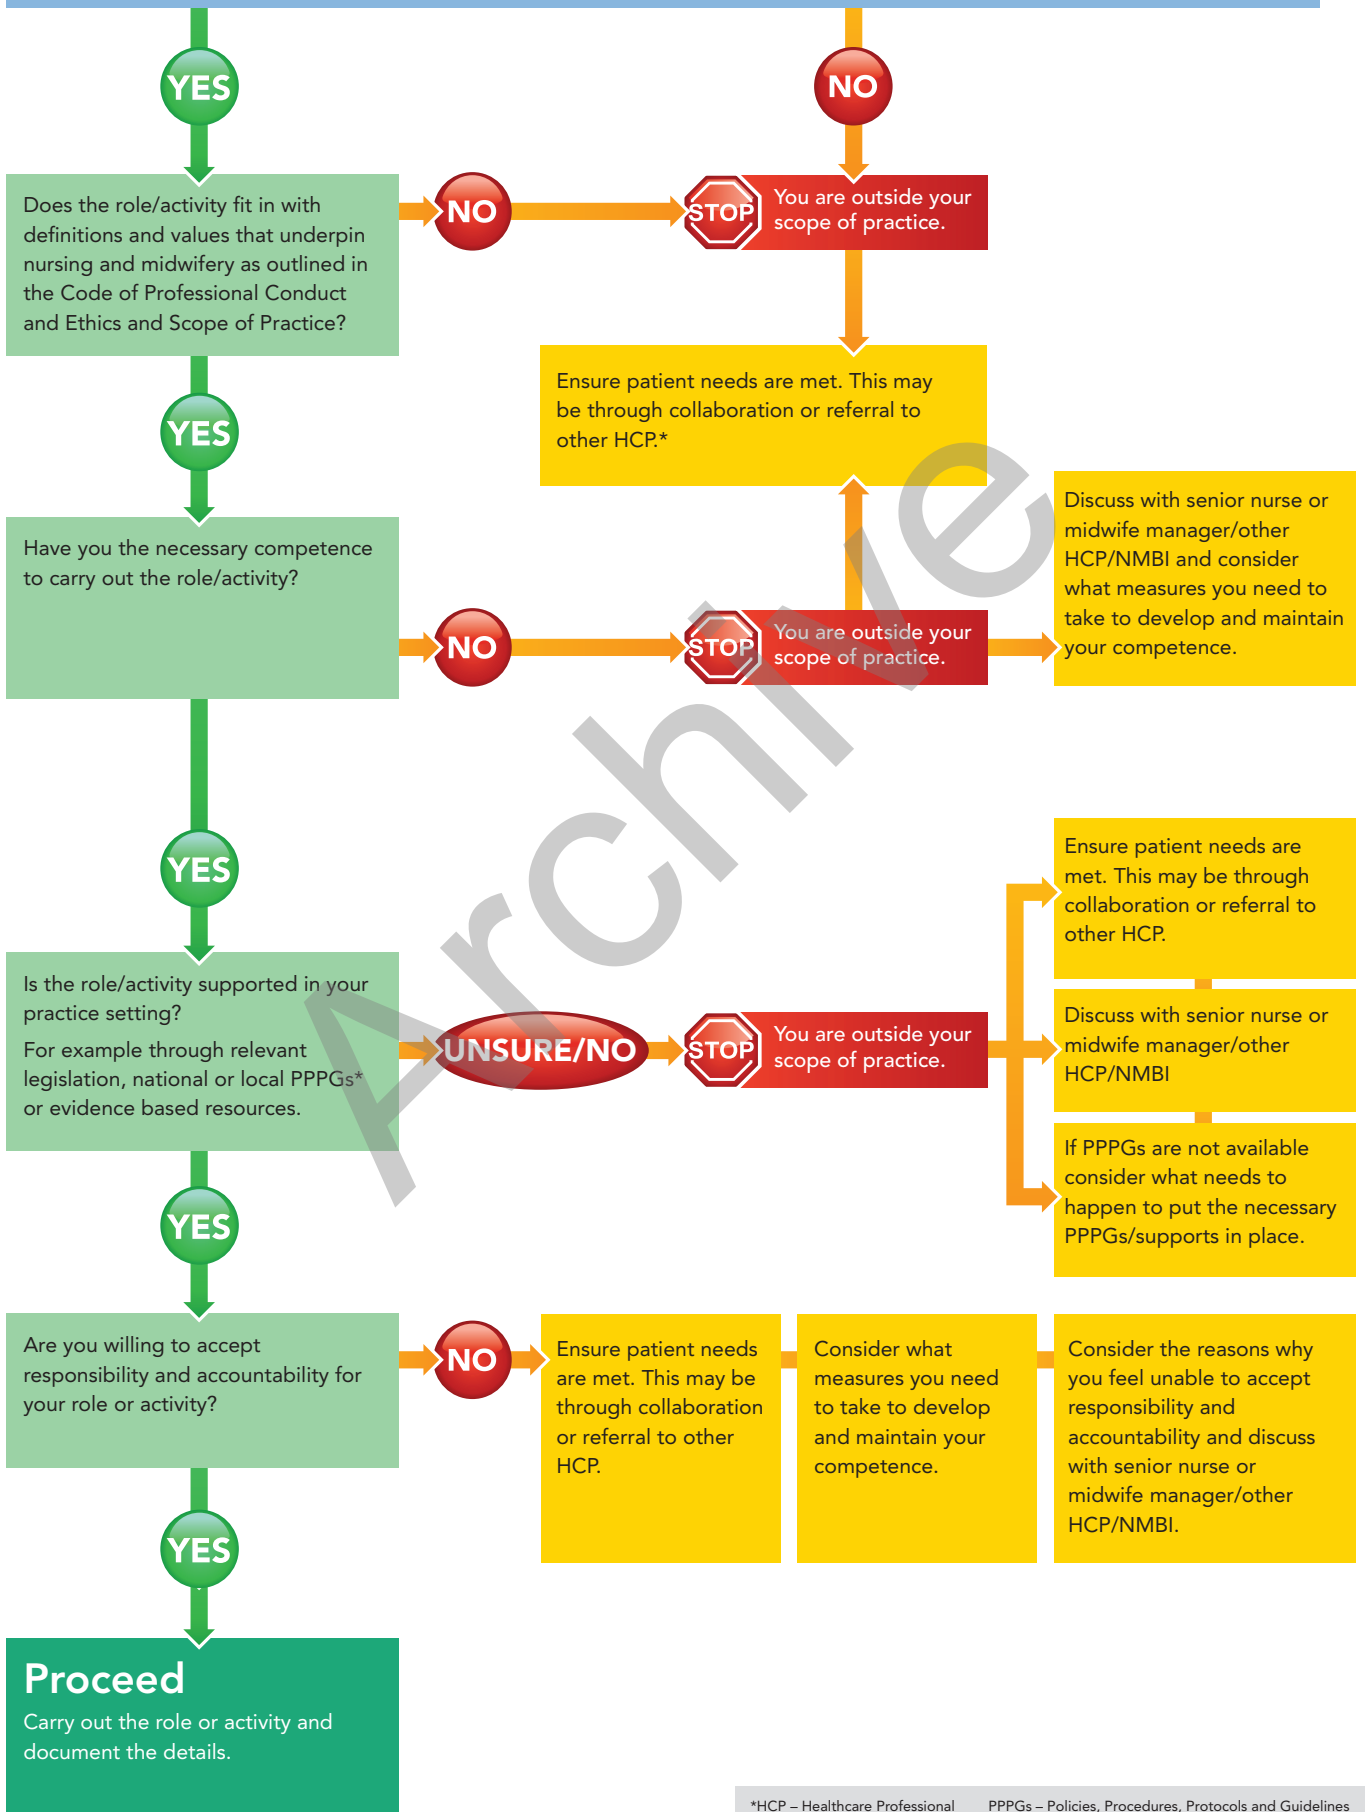 YES
NO
Does the role/activity fit in with
definitions and values that underpin
nursing and midwifery as outlined in
the Code of Professional Conduct
and Ethics and Scope of Practice?
NO
STOP
You are outside your
scope of practice.
YES
Ensure patient needs are met. This may
be through collaboration or referral to
other HCP.*
Have you the necessary competence
to carry out the role/activity?
NO
STOP
You are outside your
scope of practice.
Discuss with senior nurse or
midwife manager/other
HCP/NMBI and consider
what measures you need to
take to develop and maintain
your competence.
YES
Is the role/activity supported in your
practice setting?
For example through relevant
legislation, national or local PPPGs*
or evidence based resources.
UNSURE/NO
STOP
You are outside your
scope of practice.
Ensure patient needs are
met. This may be through
collaboration or referral to
other HCP.
Discuss with senior nurse or
midwife manager/other
HCP/NMBI
If PPPGs are not available
consider what needs to
happen to put the necessary
PPPGs/supports in place.
YES
Are you willing to accept
responsibility and accountability for
your role or activity?
NO
Ensure patient needs
are met. This may be
through collaboration
or referral to other
HCP.
Consider what
measures you need
to take to develop
and maintain your
competence.
Consider the reasons why
you feel unable to accept
responsibility and
accountability and discuss
with senior nurse or
midwife manager/other
HCP/NMBI.
YES
Proceed
Carry out the role or activity and
document the details.
*HCP – Healthcare Professional PPPGs – Policies, Procedures, Protocols and Guidelines
Archive